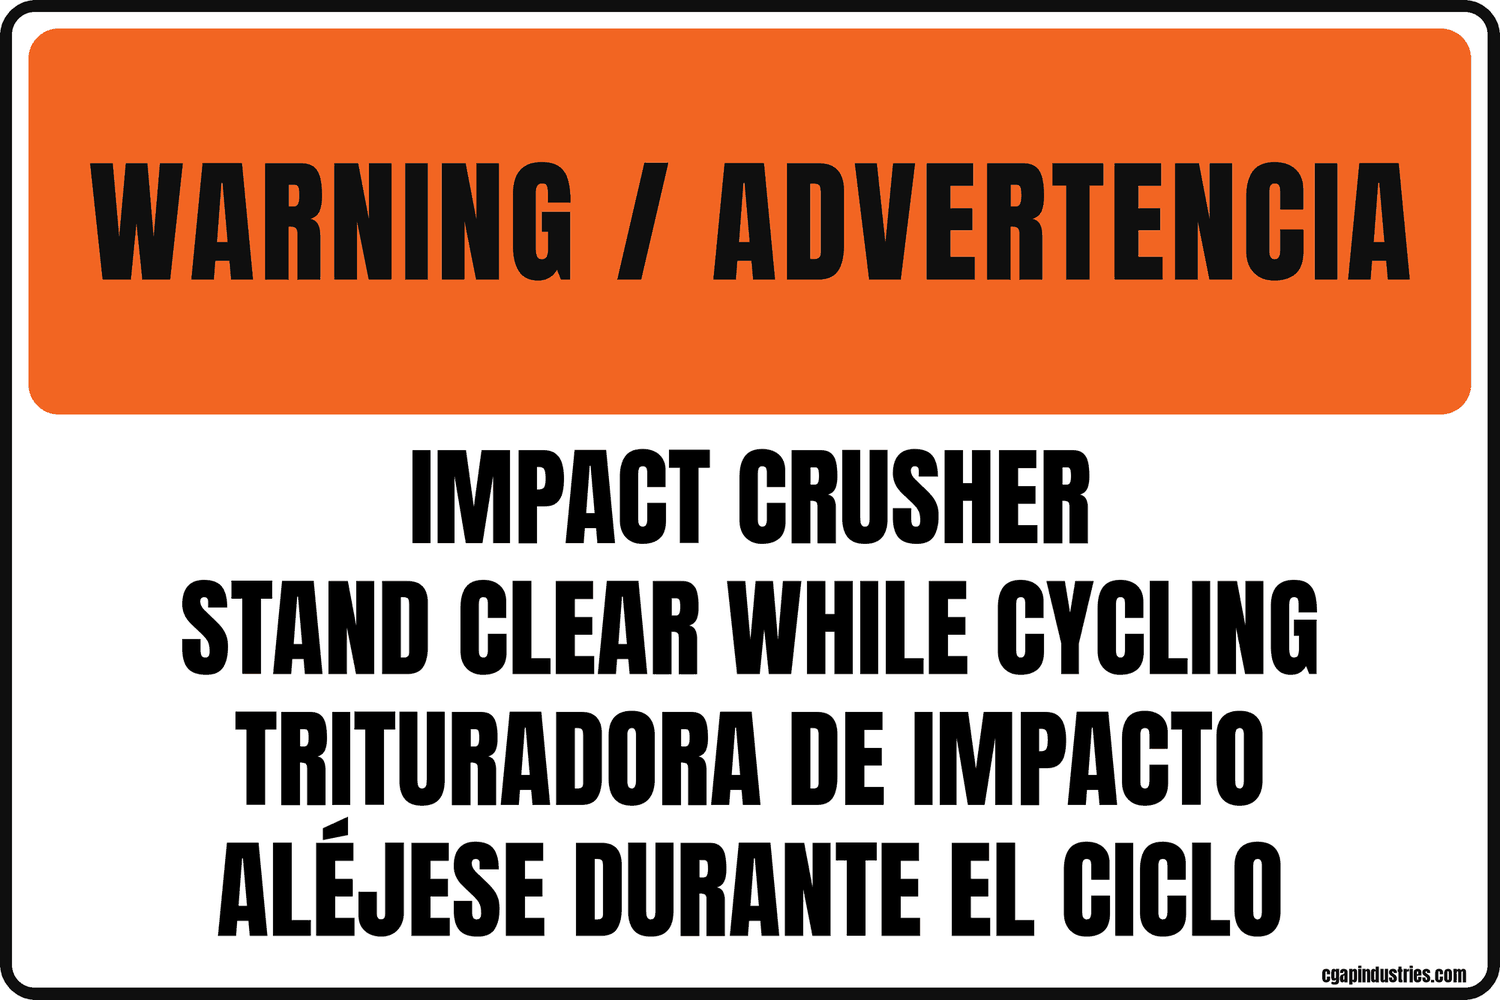 WARNING / ADVERTENCIA
IMPACT CRUSHER
STAND CLEAR WHILE CYCLING
TRITURADORA DE IMPACTO
ALÉJESE DURANTE EL CICLO
cgapindustries.com